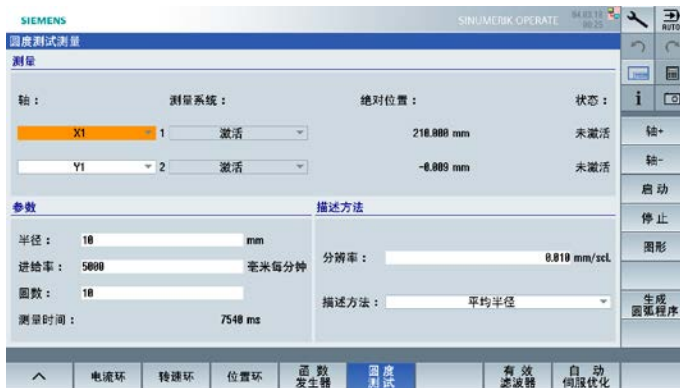 SIEMENS
SINUMERIK OPERATE
AUTO
圆度测试测量
测量
轴：
测量系统：
绝对位置：
状态：
X1
1
激活
210.000 mm
未激活
Y1
2
激活
-0.009 mm
未激活
参数
描述方法
半径：
10
mm
进给率：
5000
毫米每分钟
圆数：
10
测量时间：
7540 ms
分辨率：
0.010 mm/scl.
描述方法：
平均半径
轴+
轴-
启动
停止
图形
生成
圆弧程序
电流环
转速环
位置环
函数
发生器
圆度
测试
有效
滤波器
自动
伺服优化